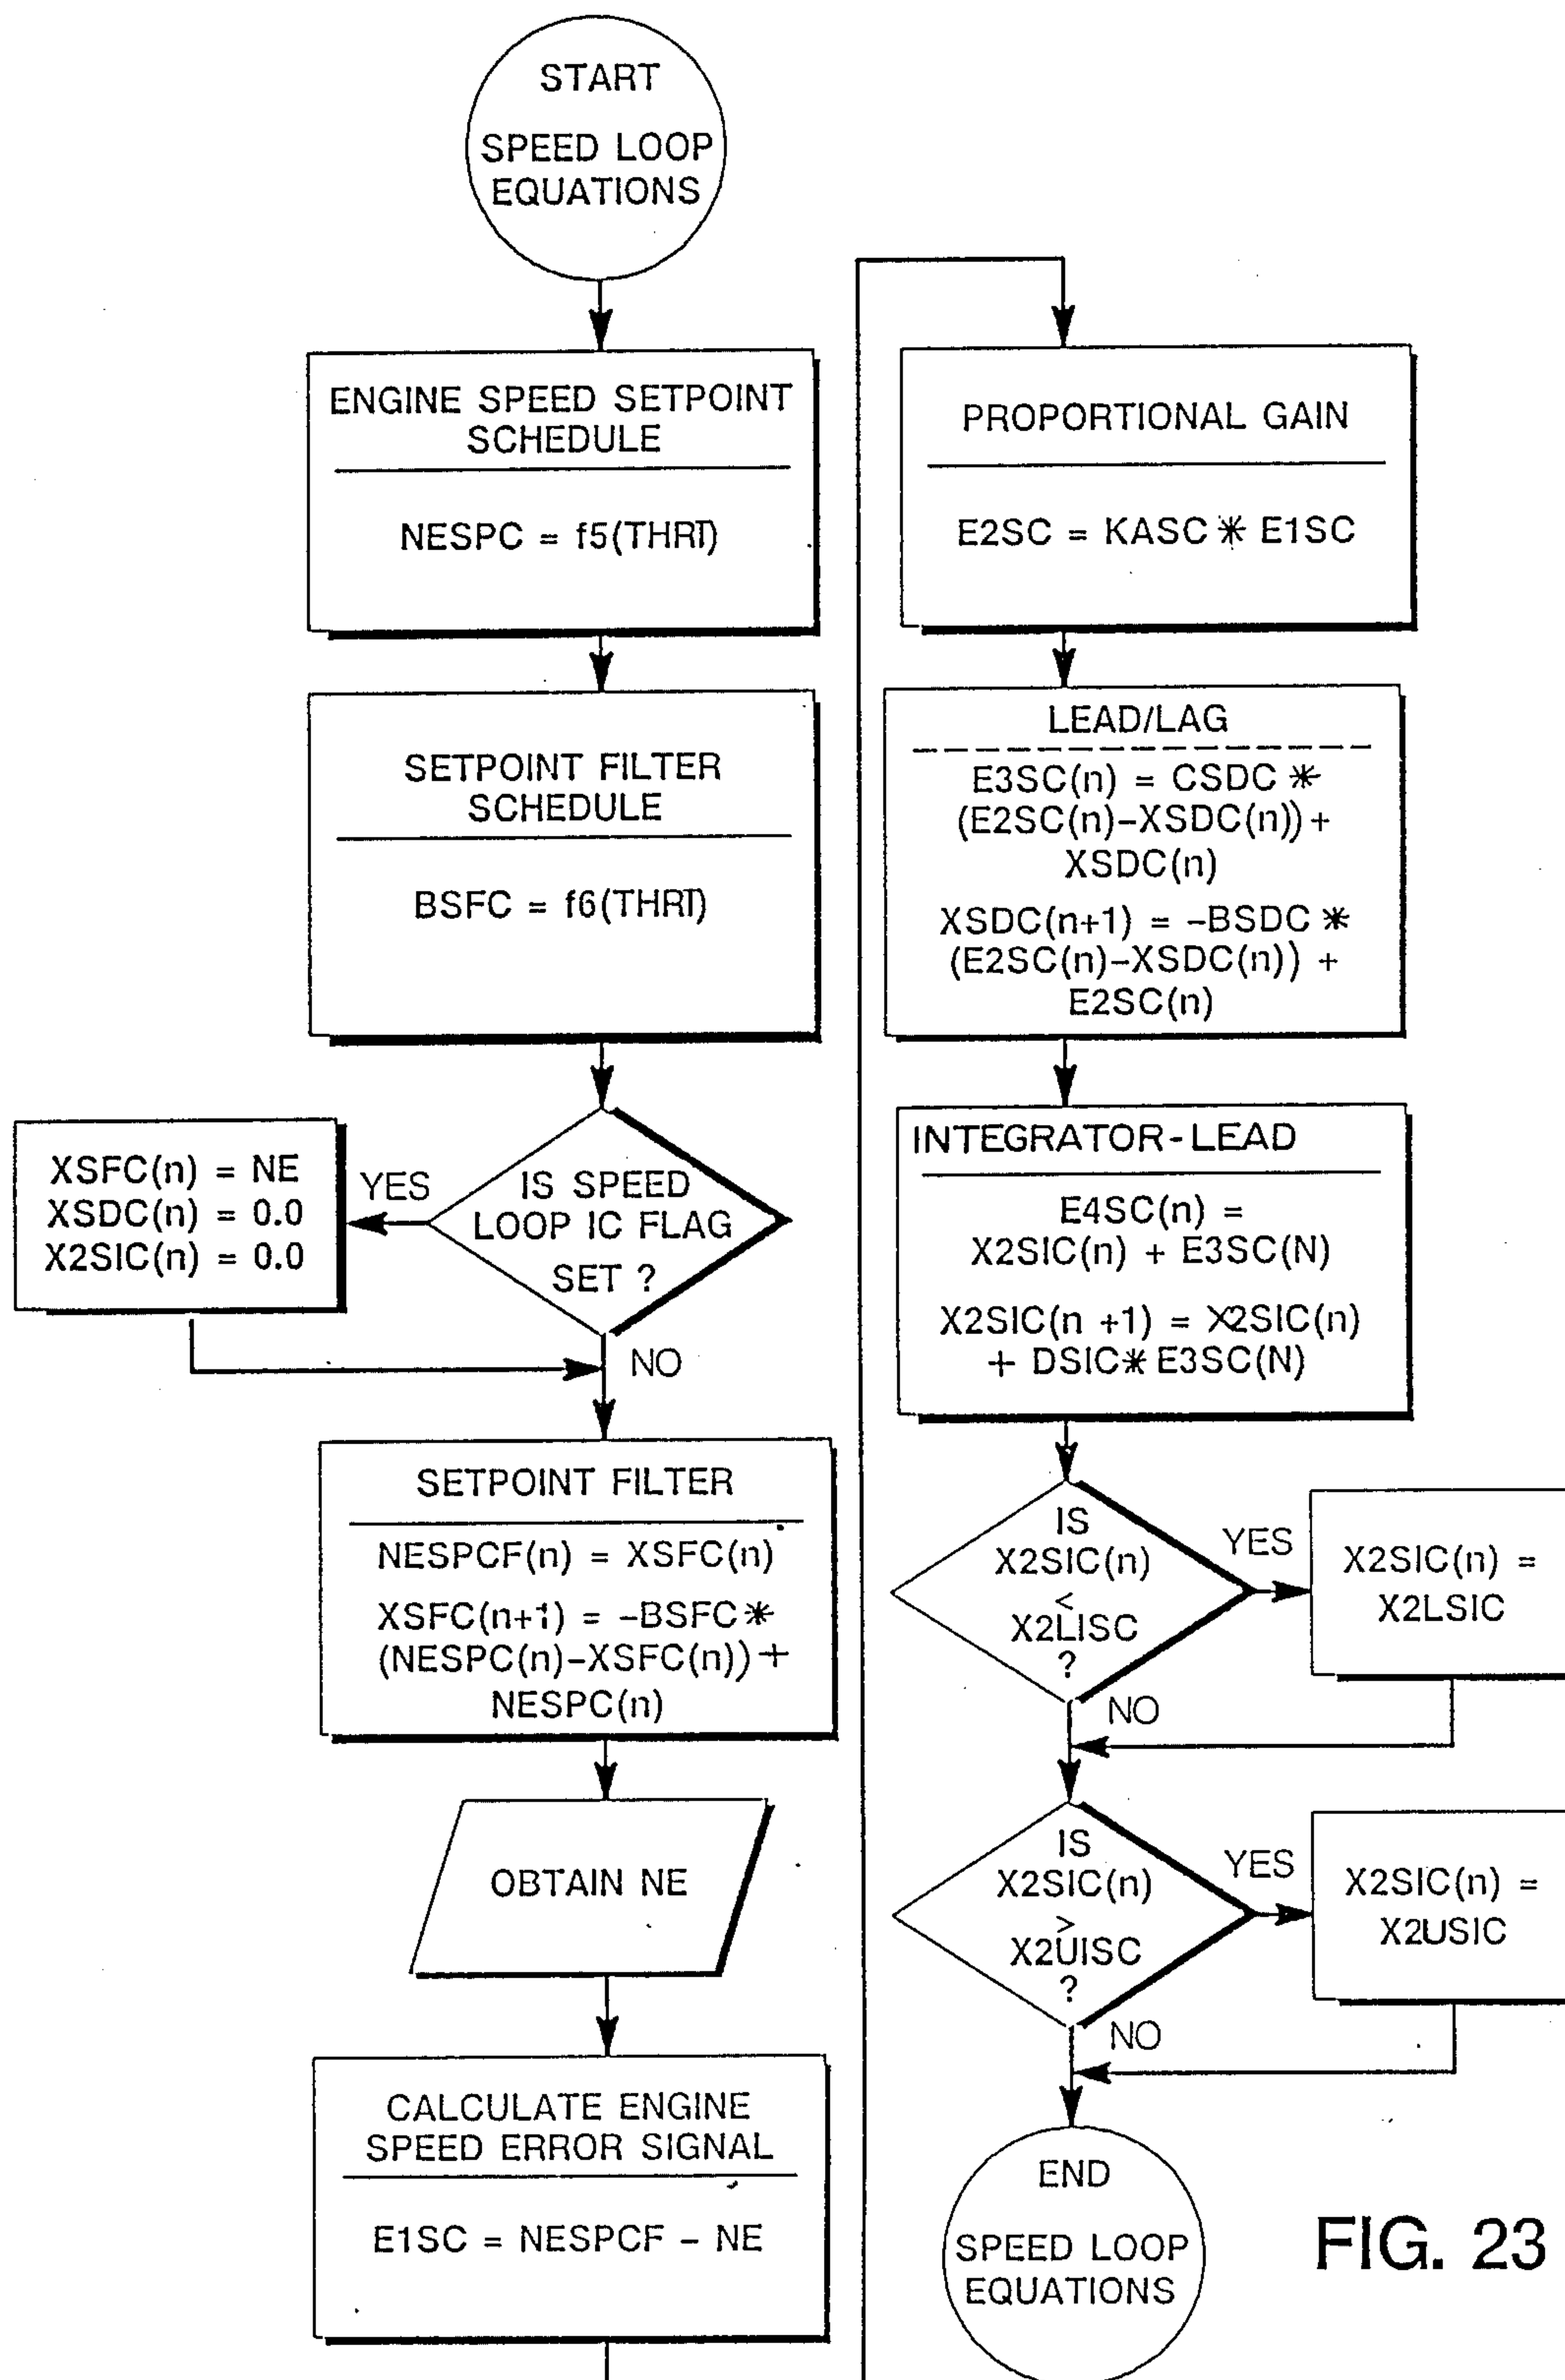 START
SPEED LOOP
EQUATIONS
ENGINE SPEED SETPOINT
SCHEDULE
NESPC = f5(THRT)
SETPOINT FILTER
SCHEDULE
BSFC = f6(THRT)
IS SPEED
LOOP IC FLAG
SET ?
YES
XSFC(n) = NE
XSDC(n) = 0.0
X2SIC(n) = 0.0
NO
SETPOINT FILTER
NESPCF(n) = XSFC(n)
XSFC(n+1) = -BSFC *
(NESPC(n)-XSFC(n)) +
NESPC(n)
OBTAIN NE
CALCULATE ENGINE
SPEED ERROR SIGNAL
E1SC = NESPCF - NE
PROPORTIONAL GAIN
E2SC = KASC * E1SC
LEAD/LAG
E3SC(n) = CSDC *
(E2SC(n)-XSDC(n)) +
XSDC(n)
XSDC(n+1) = -BSDC *
(E2SC(n)-XSDC(n)) +
E2SC(n)
INTEGRATOR-LEAD
E4SC(n) =
X2SIC(n) + E3SC(N)
X2SIC(n +1) = X2SIC(n)
+ DSIC* E3SC(N)
IS
X2SIC(n)
<
X2LISC
?
YES
X2SIC(n) =
X2LSIC
NO
IS
X2SIC(n)
>
X2UISC
?
YES
X2SIC(n) =
X2USIC
NO
END
SPEED LOOP
EQUATIONS
FIG. 23